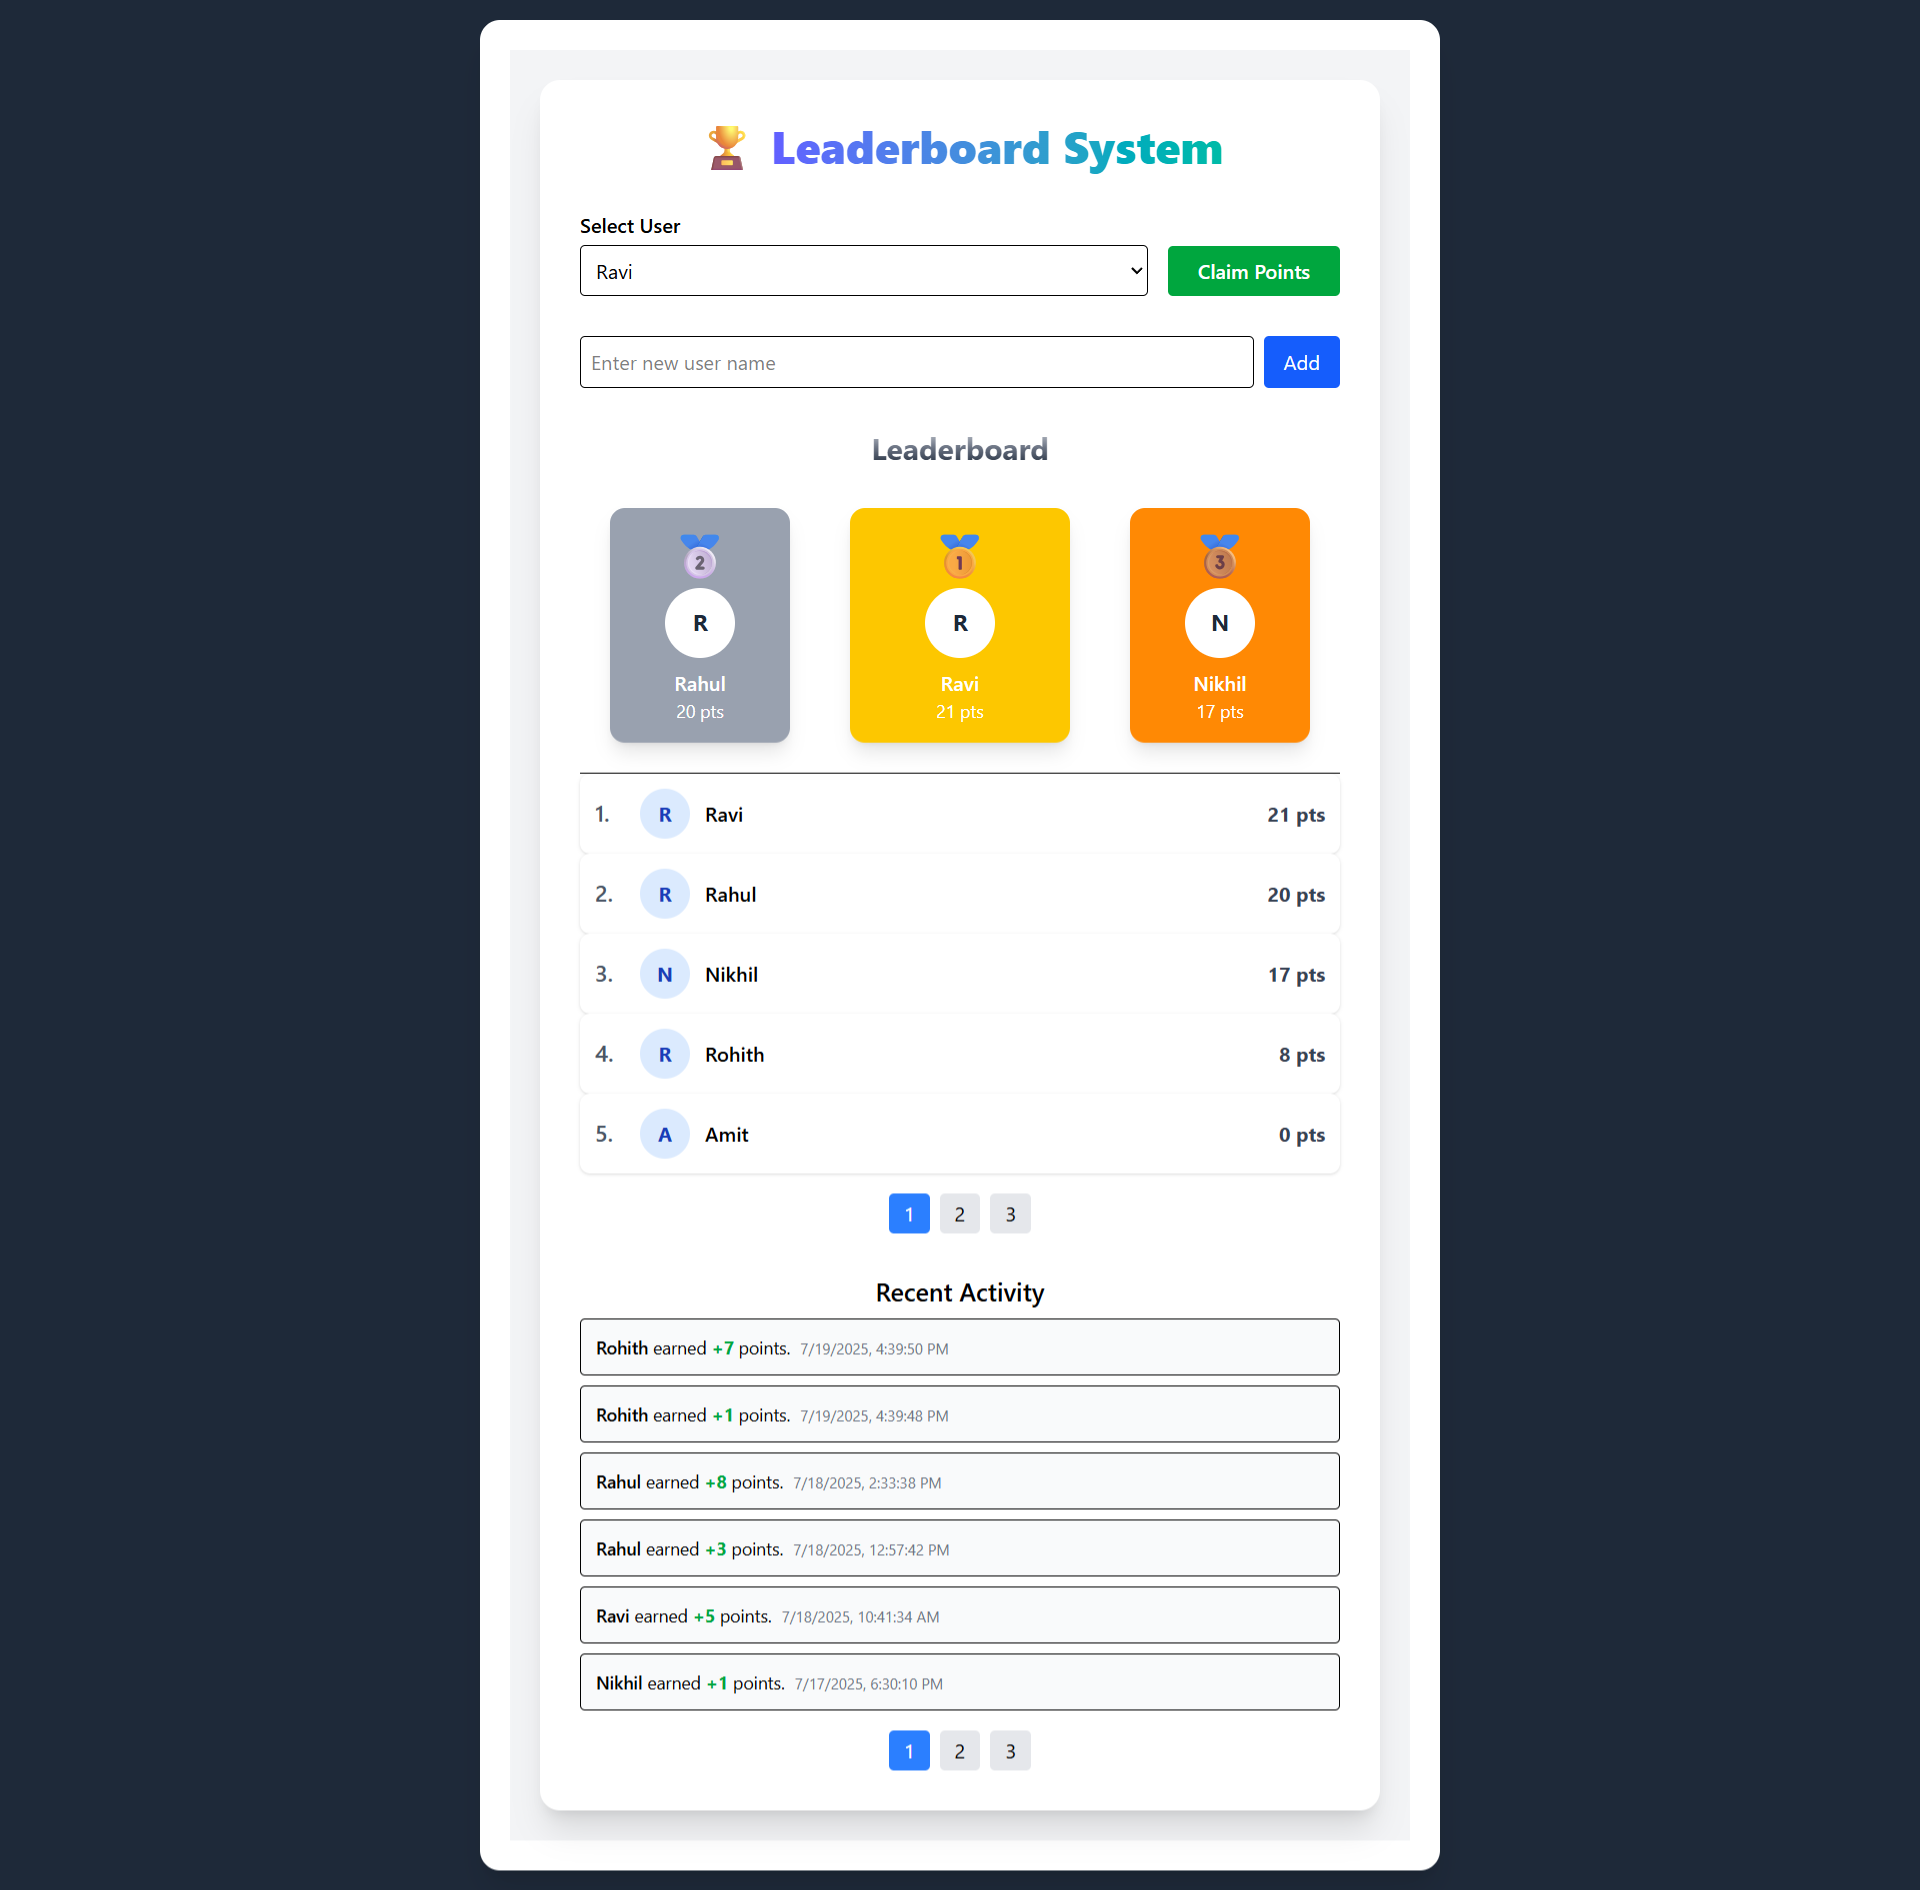 🏆 Leaderboard System
Select User
Ravi
Claim Points
Enter new user name
Add
Leaderboard
2
R
Rahul
20 pts
1
R
Ravi
21 pts
3
N
Nikhil
17 pts
1. R Ravi 21 pts
2. R Rahul 20 pts
3. N Nikhil 17 pts
4. R Rohith 8 pts
5. A Amit 0 pts
1 2 3
Recent Activity
Rohith earned +7 points. 7/19/2025, 4:39:50 PM
Rohith earned +1 points. 7/19/2025, 4:39:48 PM
Rahul earned +8 points. 7/18/2025, 2:33:38 PM
Rahul earned +3 points. 7/18/2025, 12:57:42 PM
Ravi earned +5 points. 7/18/2025, 10:41:34 AM
Nikhil earned +1 points. 7/17/2025, 6:30:10 PM
1 2 3